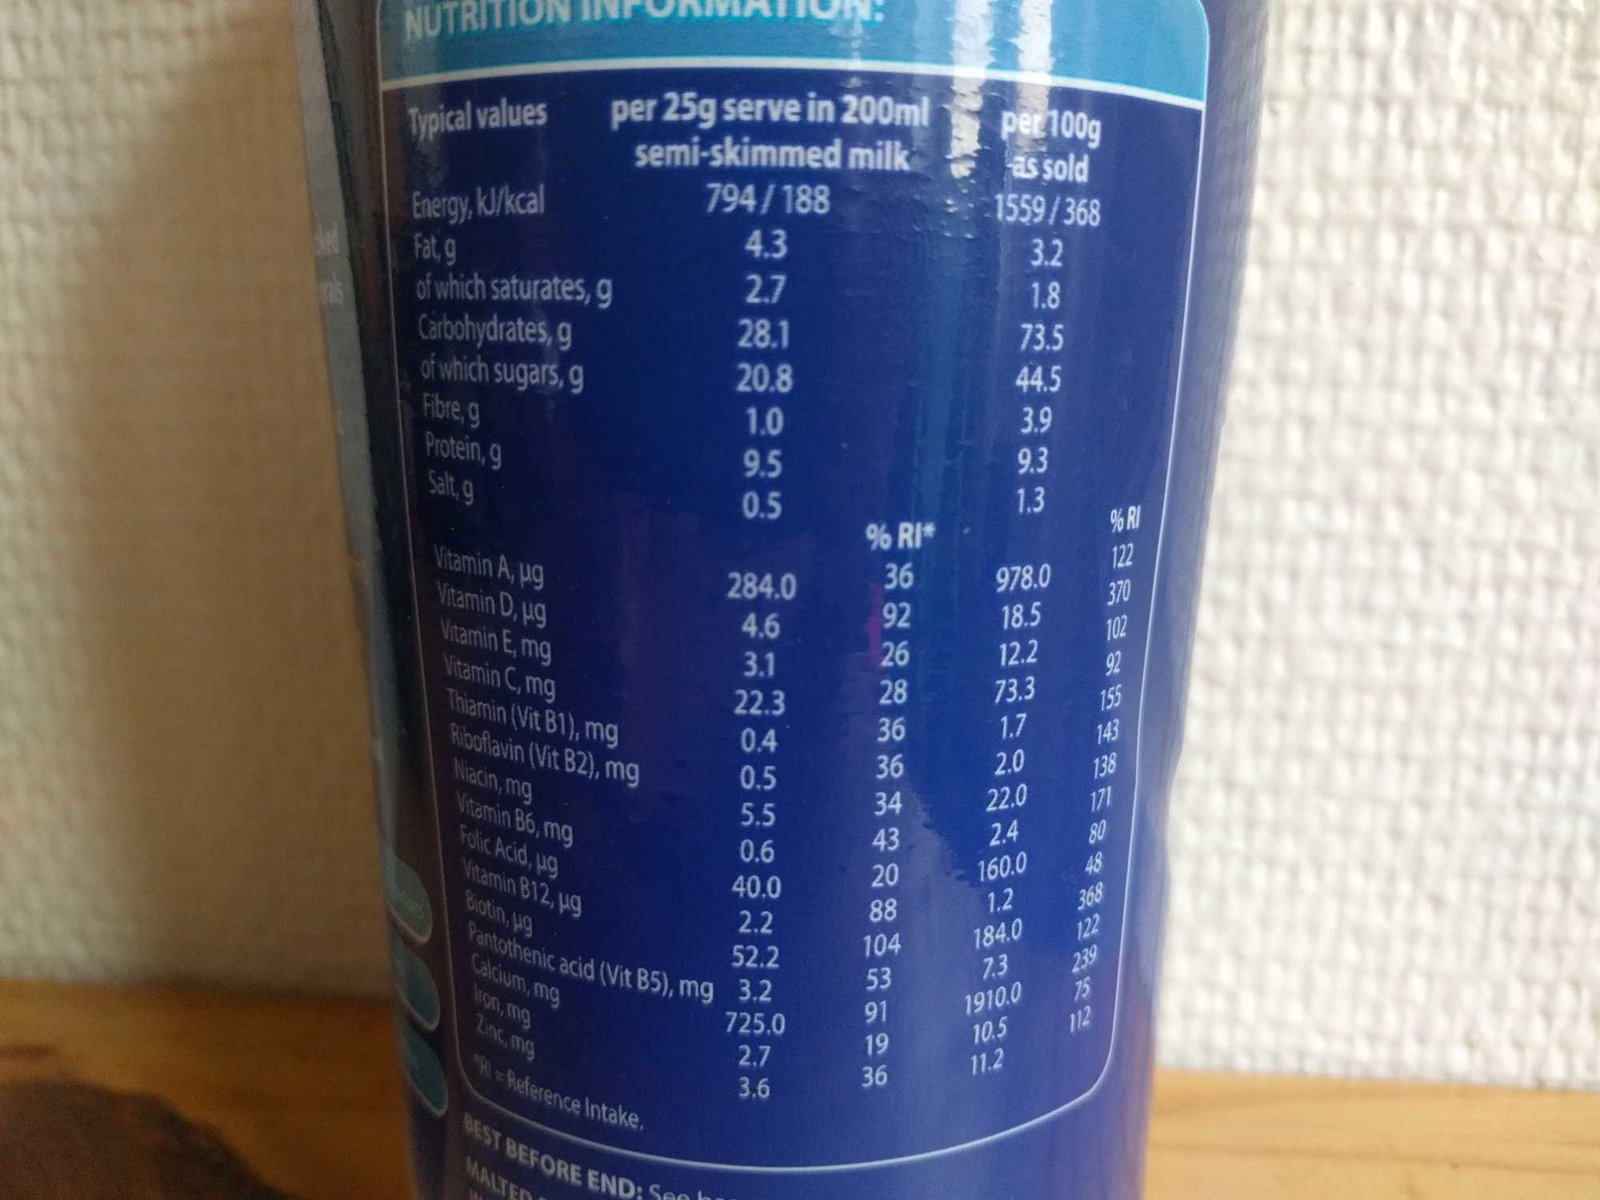 NUTRITION INFORMATION:
Typical values per 25g serve in 200ml semi-skimmed milk per 100g as sold
Energy, kJ/kcal 794 / 188 1559 / 368
Fat, g 4.3 3.2
of which saturates, g 2.7 1.8
Carbohydrates, g 28.1 73.5
of which sugars, g 20.8 44.5
Fibre, g 1.0 3.9
Protein, g 9.5 9.3
Salt, g 0.5 1.3
% RI* % RI
Vitamin A, µg 284.0 36 978.0 122
Vitamin D, µg 4.6 92 18.5 370
Vitamin E, mg 3.1 26 12.2 102
Vitamin C, mg 22.3 28 73.3 92
Thiamin (Vit B1), mg 0.4 36 1.7 155
Riboflavin (Vit B2), mg 0.5 36 2.0 143
Niacin, mg 5.5 34 22.0 138
Vitamin B6, mg 0.6 43 2.4 171
Folic Acid, µg 40.0 20 160.0 80
Vitamin B12, µg 2.2 88 1.2 48
Biotin, µg 52.2 104 184.0 368
Pantothenic acid (Vit B5), mg 3.2 53 7.3 122
Calcium, mg 725.0 91 1910.0 239
Iron, mg 2.7 19 10.5 75
Zinc, mg 3.6 36 11.2 112
*RI = Reference Intake.
BEST BEFORE END: See
MALTED